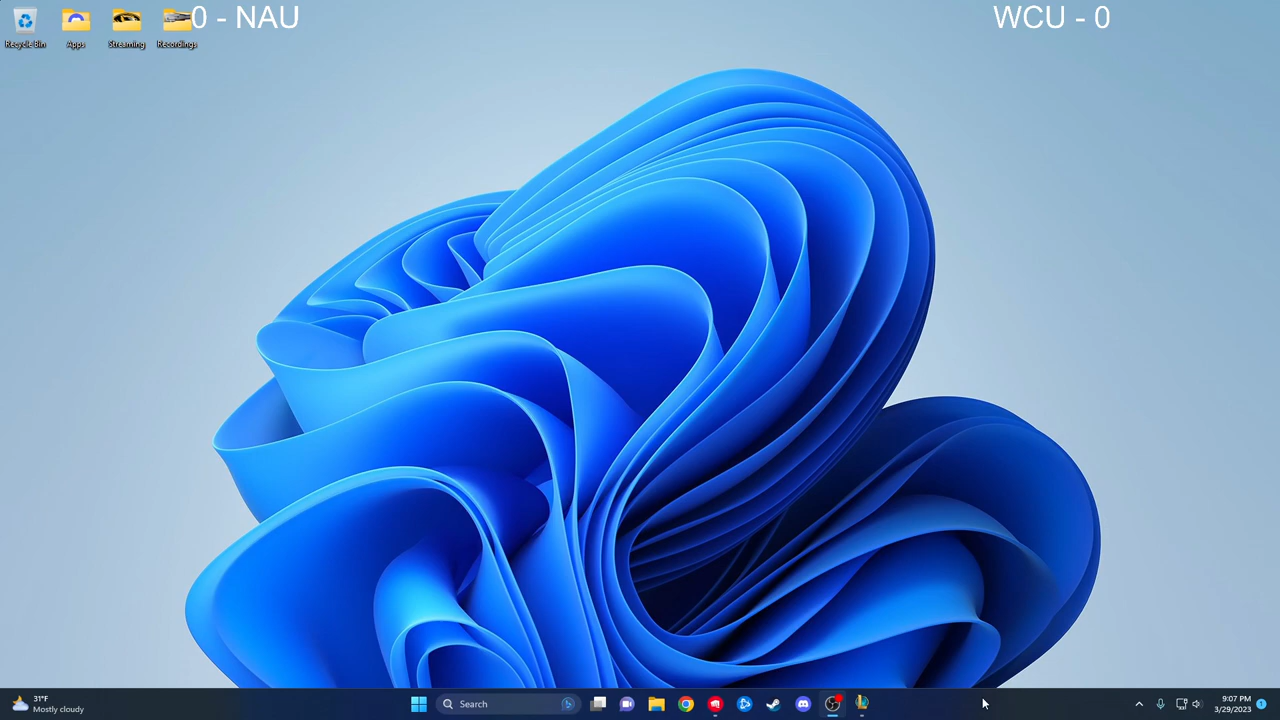 0 - NAU
WCU - 0
Recycle Bin
Apps
Streaming
Recordings
31°F
Mostly cloudy
Search
9:07 PM
3/29/2023
1